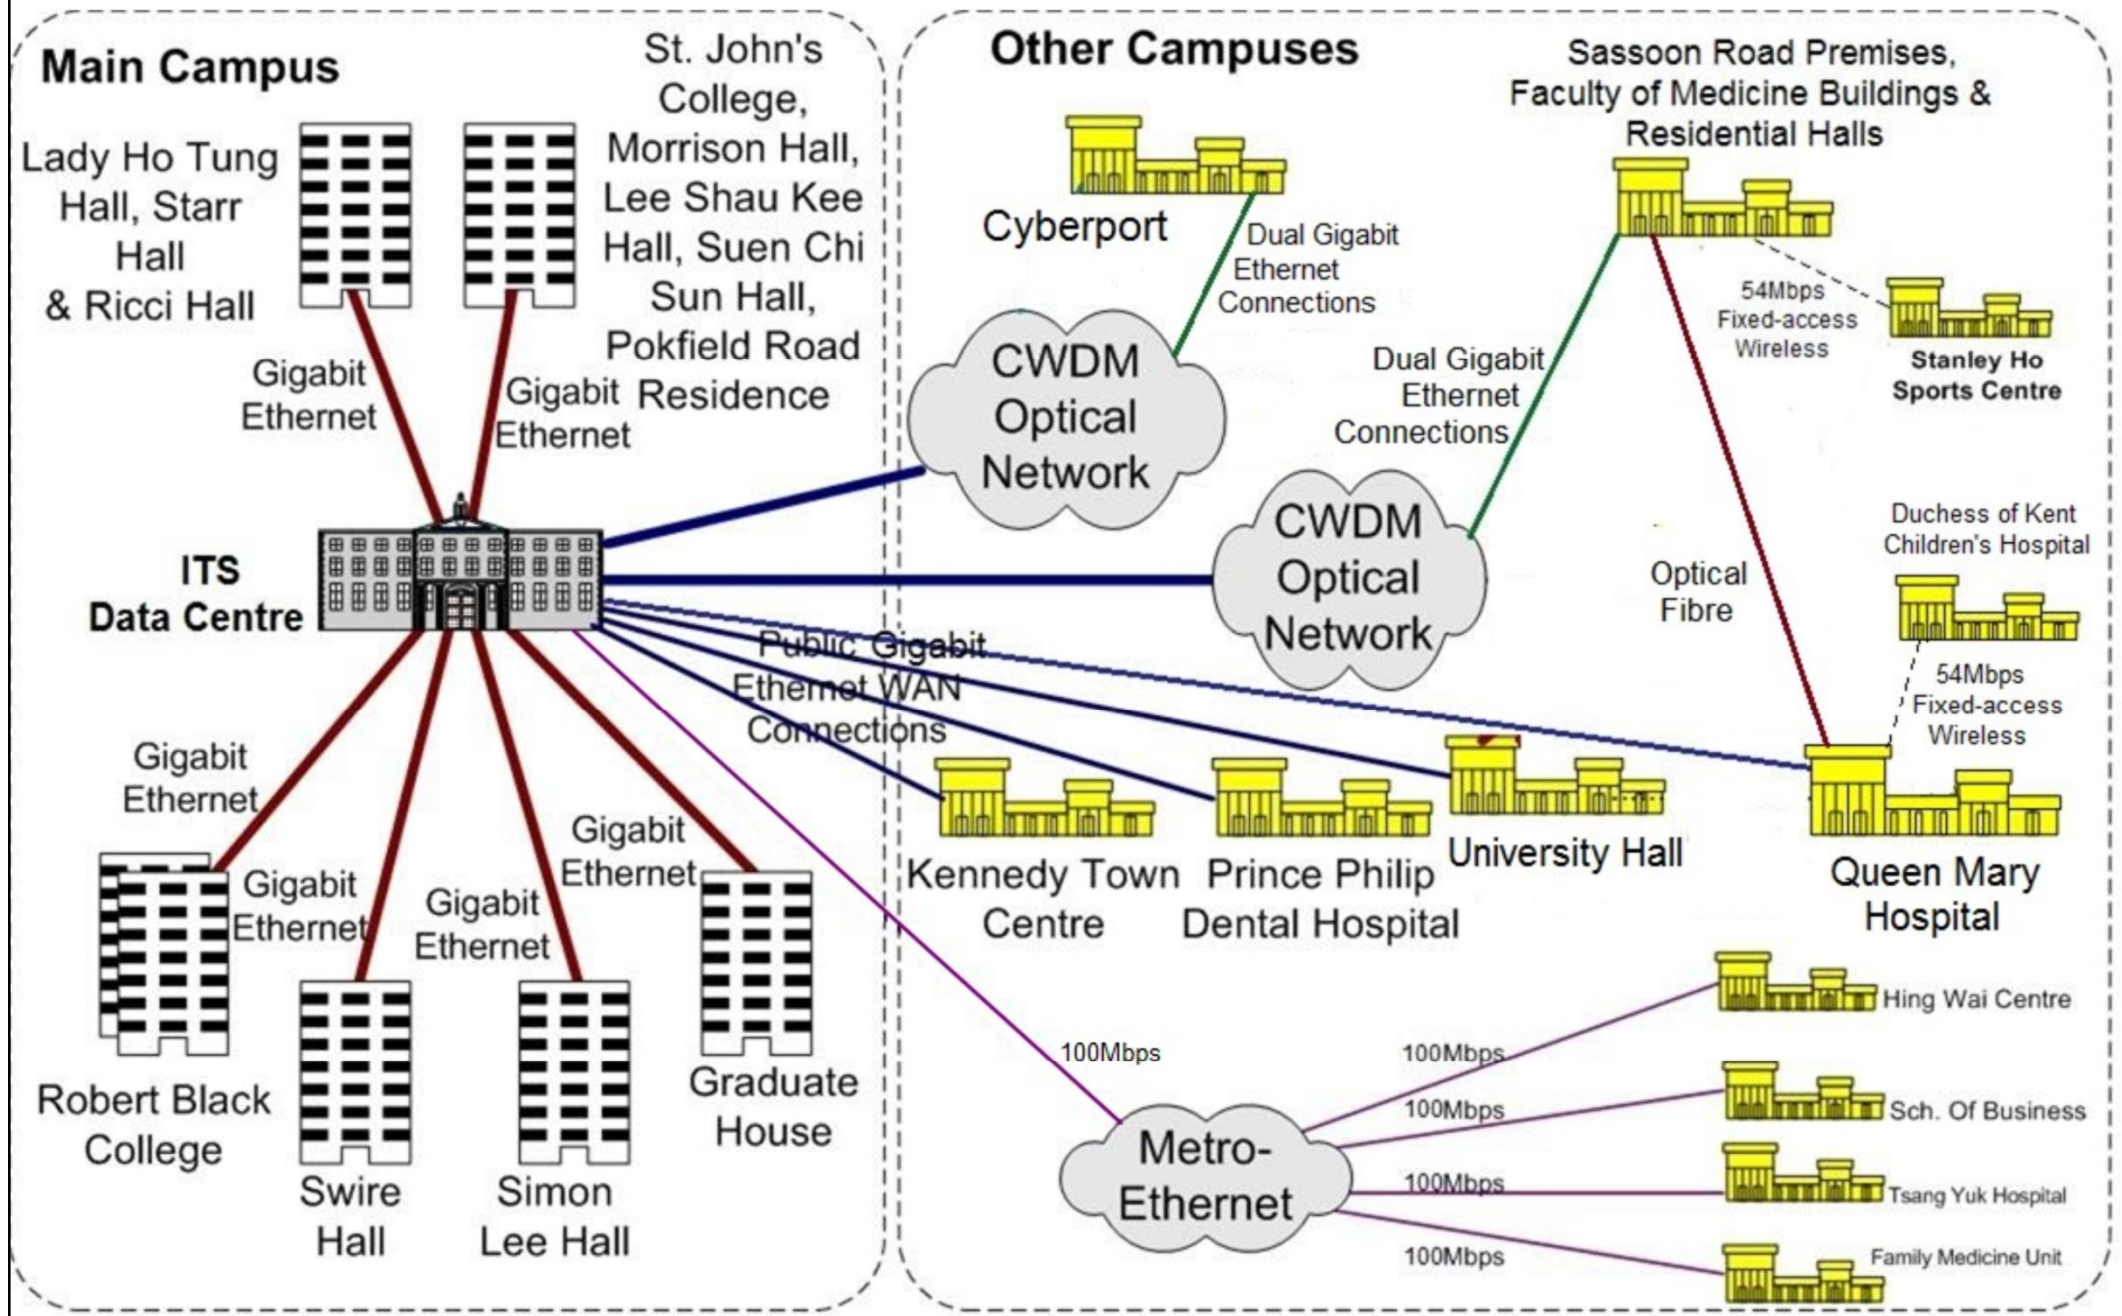 Main Campus
Lady Ho Tung
Hall, Starr
Hall
& Ricci Hall
St. John's
College,
Morrison Hall,
Lee Shau Kee
Hall, Suen Chi
Sun Hall,
Pokfield Road
Residence
Gigabit
Ethernet
Gigabit
Ethernet
ITS
Data Centre
Gigabit
Ethernet
Gigabit
Ethernet
Gigabit
Ethernet
Gigabit
Ethernet
Robert Black
College
Swire
Hall
Simon
Lee Hall
Graduate
House
Other Campuses
Cyberport
Dual Gigabit
Ethernet
Connections
CWDM
Optical
Network
Sassoon Road Premises,
Faculty of Medicine Buildings &
Residential Halls
54Mbps
Fixed-access
Wireless
Stanley Ho
Sports Centre
Dual Gigabit
Ethernet
Connections
CWDM
Optical
Network
Optical
Fibre
Duchess of Kent
Children's Hospital
54Mbps
Fixed-access
Wireless
Public Gigabit
Ethernet WAN
Connections
Kennedy Town
Centre
Prince Philip
Dental Hospital
University Hall
Queen Mary
Hospital
100Mbps
Metro-
Ethernet
100Mbps
Hing Wai Centre
100Mbps
Sch. Of Business
100Mbps
Tsang Yuk Hospital
100Mbps
Family Medicine Unit